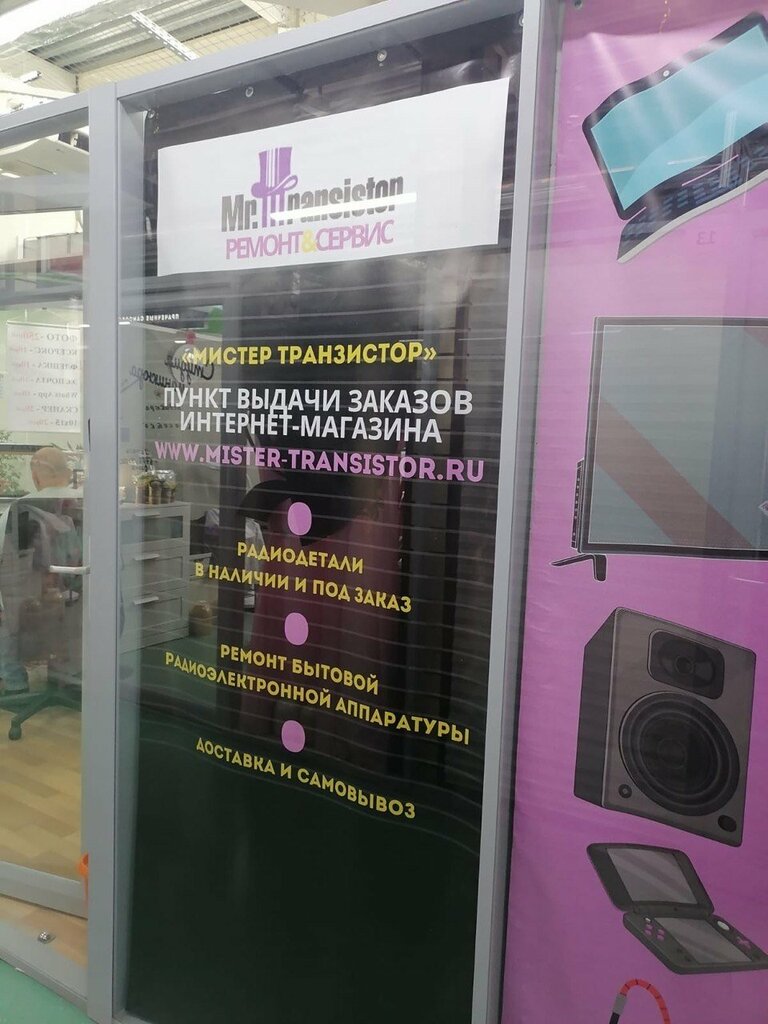 Mr. Transistor
РЕМОНТ&СЕРВИС
«МИСТЕР ТРАНЗИСТОР»
ПУНКТ ВЫДАЧИ ЗАКАЗОВ
ИНТЕРНЕТ-МАГАЗИНА
WWW.MISTER-TRANSISTOR.RU
РАДИОДЕТАЛИ
В НАЛИЧИИ И ПОД ЗАКАЗ
РЕМОНТ БЫТОВОЙ
РАДИОЭЛЕКТРОННОЙ АППАРАТУРЫ
ДОСТАВКА И САМОВЫВОЗ